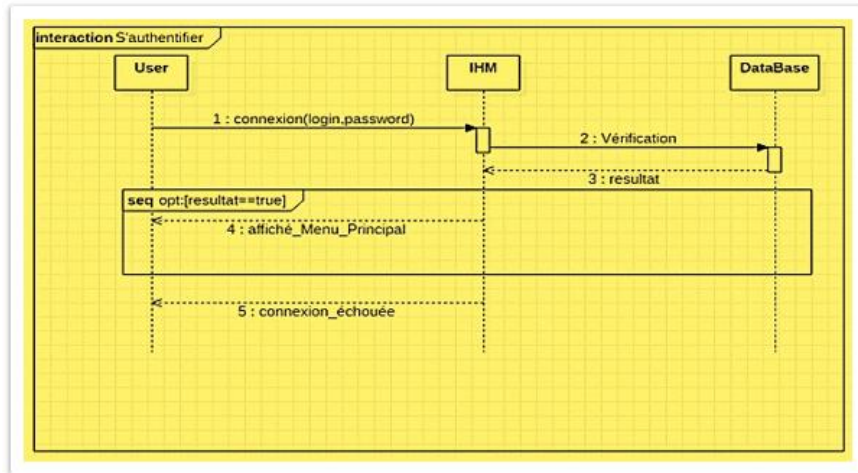 interaction S'authentifier
User
IHM
DataBase
1 : connexion(login,password)
2 : Vérification
3 : resultat
seq opt:[resultat==true]
4 : affiché_Menu_Principal
5 : connexion_échouée